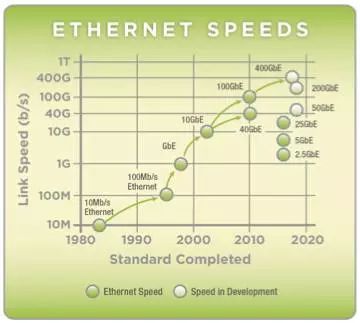 ETHERNET SPEEDS
Link Speed (b/s)
1T
400G
100G
40G
10G
1G
100M
10M
400GbE
100GbE
200GbE
50GbE
10GbE
40GbE
25GbE
GbE
5GbE
2.5GbE
100Mb/s
Ethernet
10Mb/s
Ethernet
1980
1990
2000
2010
2020
Standard Completed
Ethernet Speed
Speed in Development